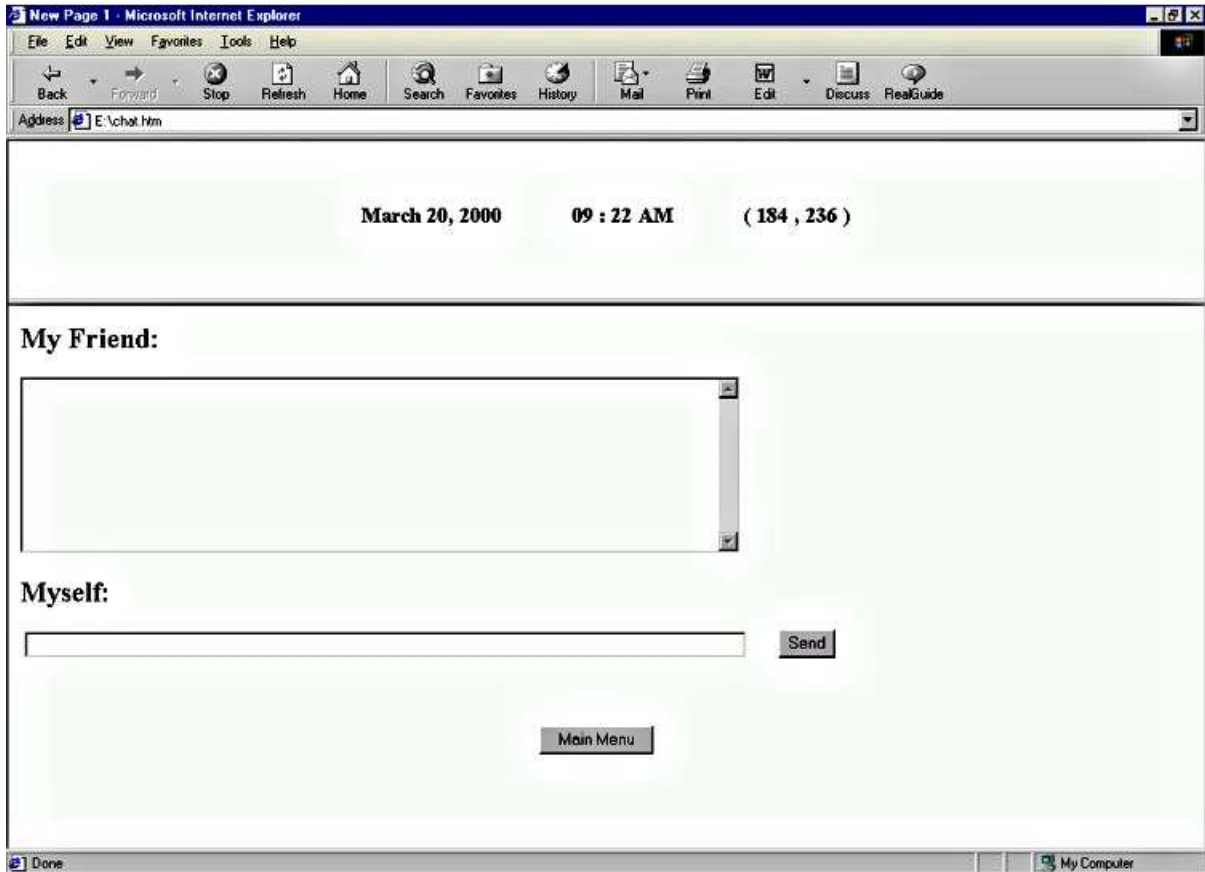 New Page 1 - Microsoft Internet Explorer
File Edit View Favorites Tools Help
Back Forward Stop Refresh Home Search Favorites History Mail Print Edit Discuss RealGuide
Address E:\chat.htm
March 20, 2000 09 : 22 AM ( 184 , 236 )
My Friend:
Myself:
Send
Main Menu
Done My Computer